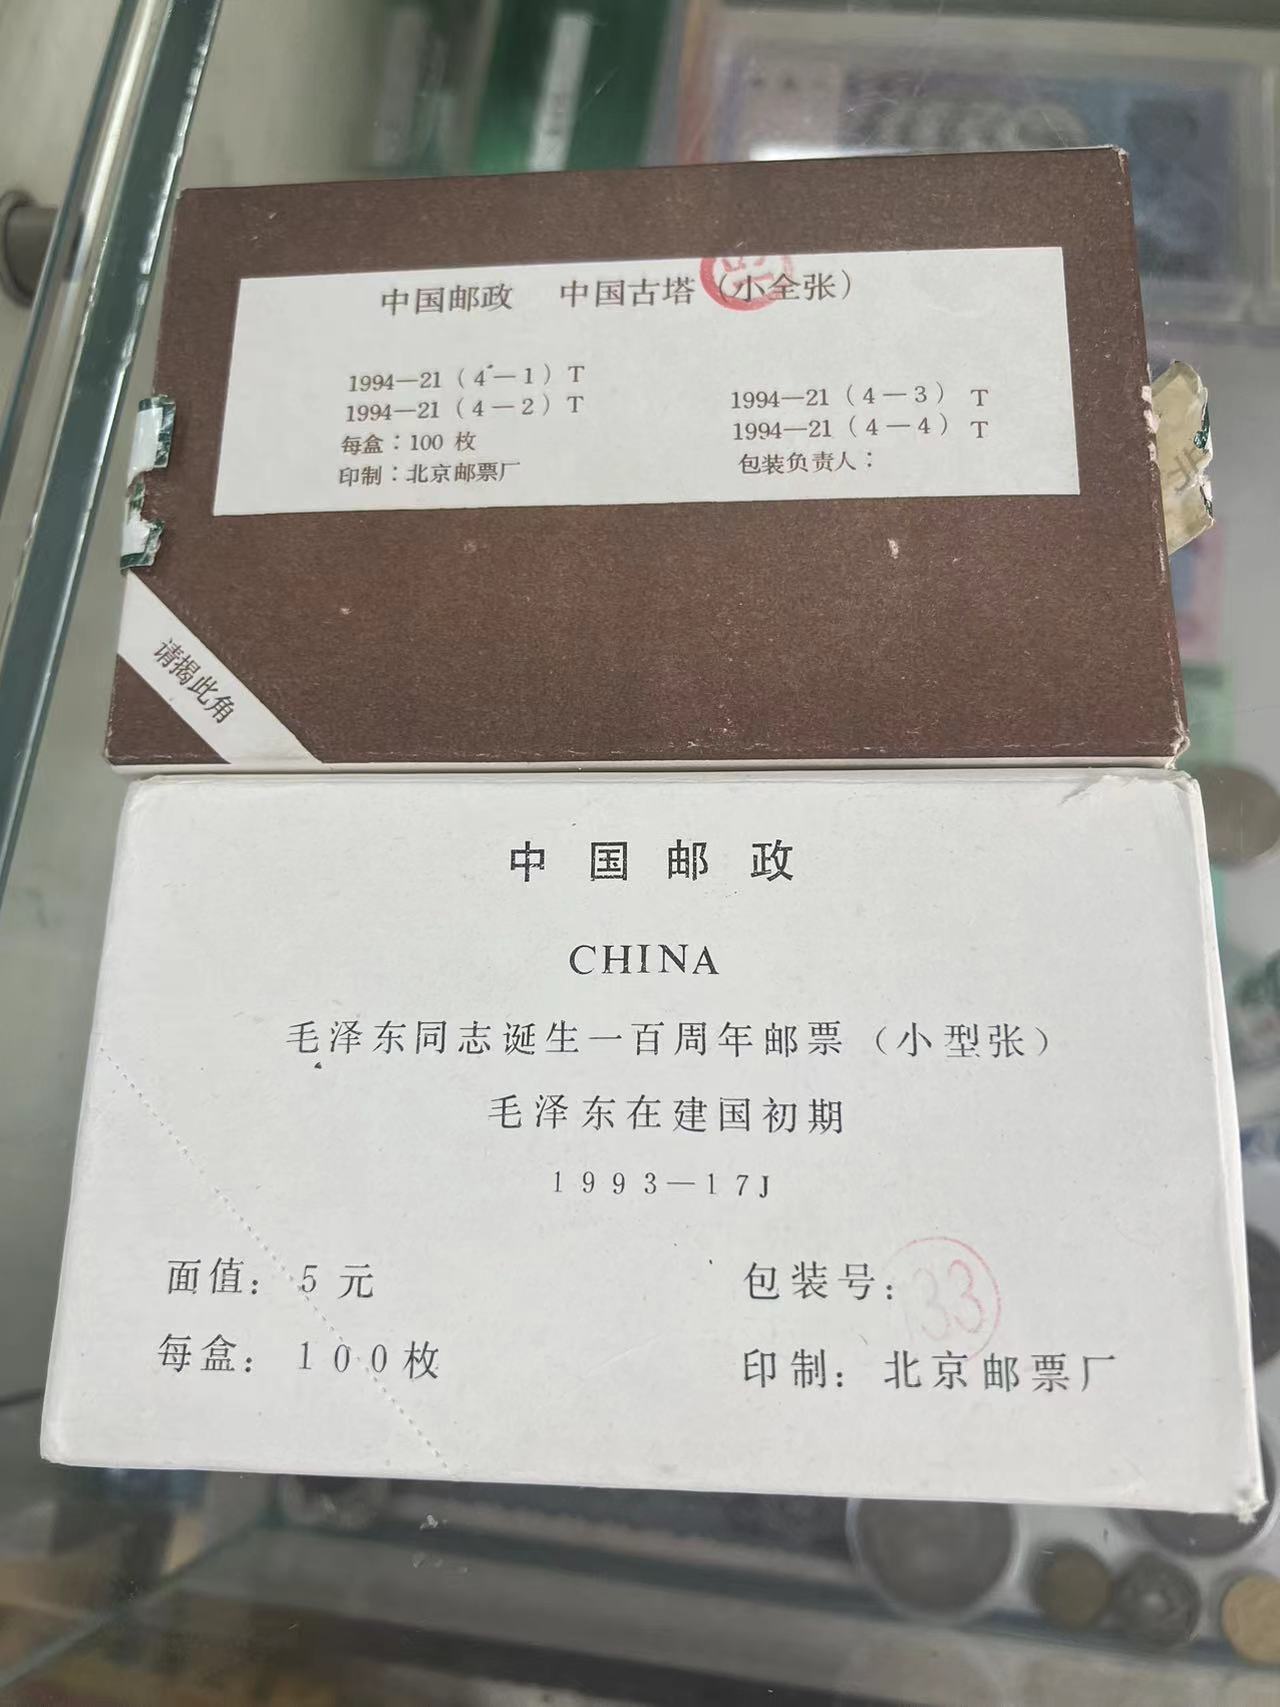 中国邮政 中国古塔（小全张）
1994—21（4—1）T
1994—21（4—2）T
每盒：100 枚
印制：北京邮票厂
1994—21（4—3）T
1994—21（4—4）T
包装负责人：
请揭此角
北
中国邮政
CHINA
毛泽东同志诞生一百周年邮票（小型张）
毛泽东在建国初期
1993—17J
面值：5元
每盒：100枚
包装号：33
印制：北京邮票厂